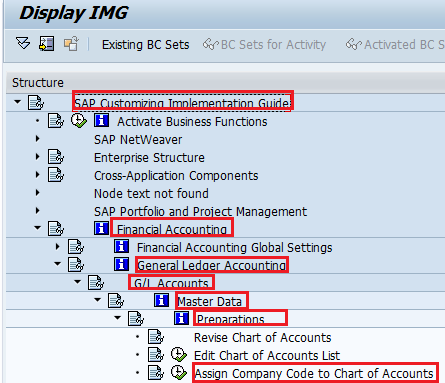 Display IMG
Existing BC Sets BC Sets for Activity Activated BC S
Structure
SAP Customizing Implementation Guide
Activate Business Functions
SAP NetWeaver
Enterprise Structure
Cross-Application Components
Node text not found
SAP Portfolio and Project Management
Financial Accounting
Financial Accounting Global Settings
General Ledger Accounting
G/L Accounts
Master Data
Preparations
Revise Chart of Accounts
Edit Chart of Accounts List
Assign Company Code to Chart of Accounts